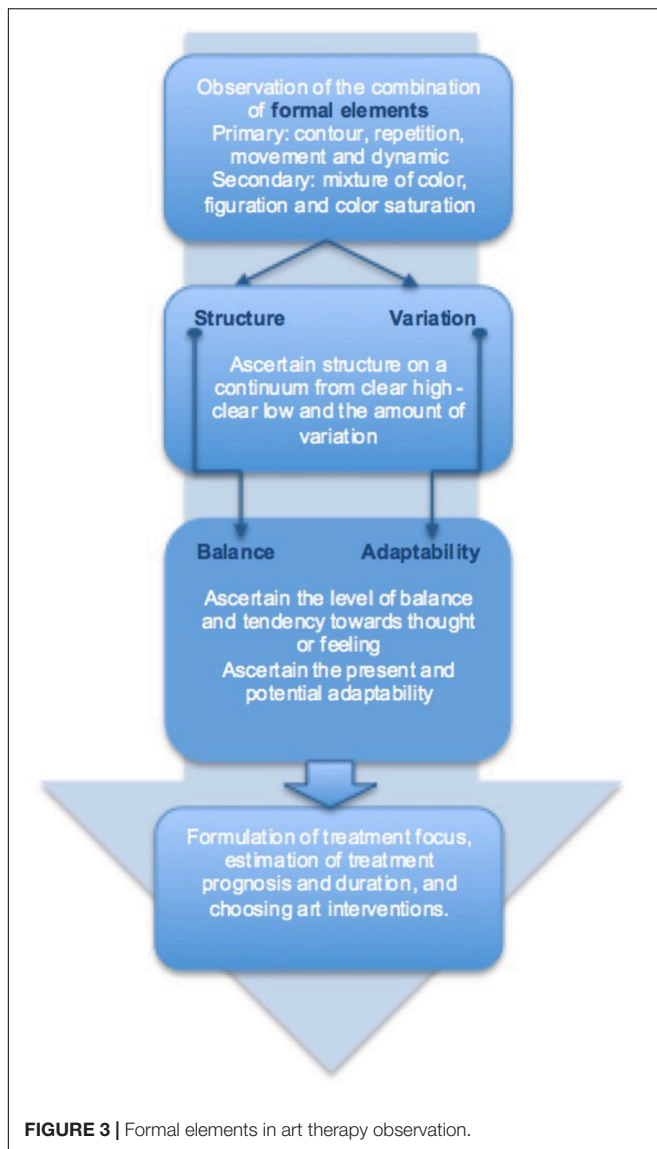 Observation of the combination
of formal elements
Primary: contour, repetition,
movement and dynamic
Secondary: mixture of color,
figuration and color saturation
Structure Variation
Ascertain structure on a
continuum from clear high -
clear low and the amount of
variation
Balance Adaptability
Ascertain the level of balance
and tendency towards thought
or feeling
Ascertain the present and
potential adaptability
Formulation of treatment focus,
estimation of treatment
prognosis and duration, and
choosing art interventions.
FIGURE 3 | Formal elements in art therapy observation.